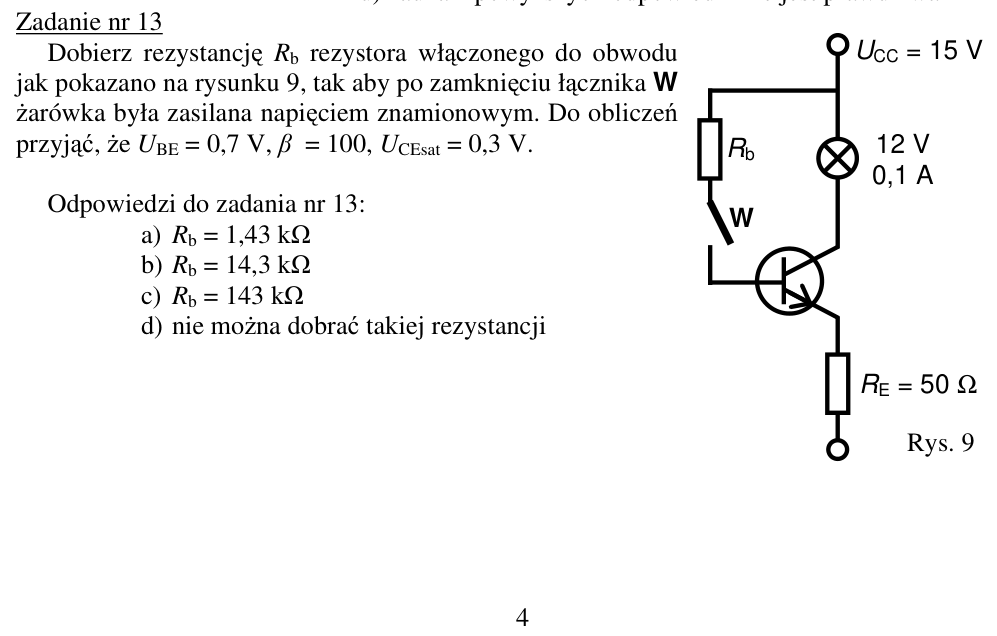 Zadanie nr 13
Dobierz rezystancję Rb rezystora włączonego do obwodu
jak pokazano na rysunku 9, tak aby po zamknięciu łącznika W
żarówka była zasilana napięciem znamionowym. Do obliczeń
przyjąć, że UBE = 0,7 V, β = 100, UCEsat = 0,3 V.
Odpowiedzi do zadania nr 13:
a) Rb = 1,43 kΩ
b) Rb = 14,3 kΩ
c) Rb = 143 kΩ
d) nie można dobrać takiej rezystancji
UCC = 15 V
Rb
12 V
0,1 A
W
RE = 50 Ω
Rys. 9
4